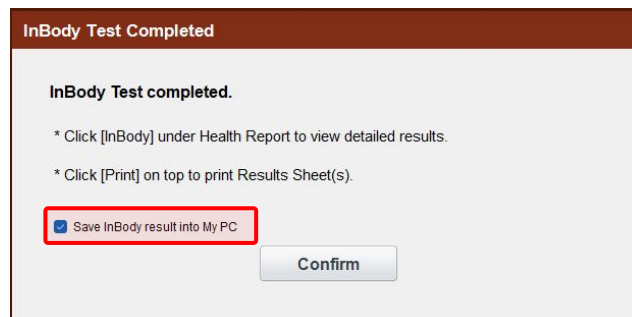 InBody Test Completed
InBody Test completed.
* Click [InBody] under Health Report to view detailed results.
* Click [Print] on top to print Results Sheet(s).
Save InBody result into My PC
Confirm